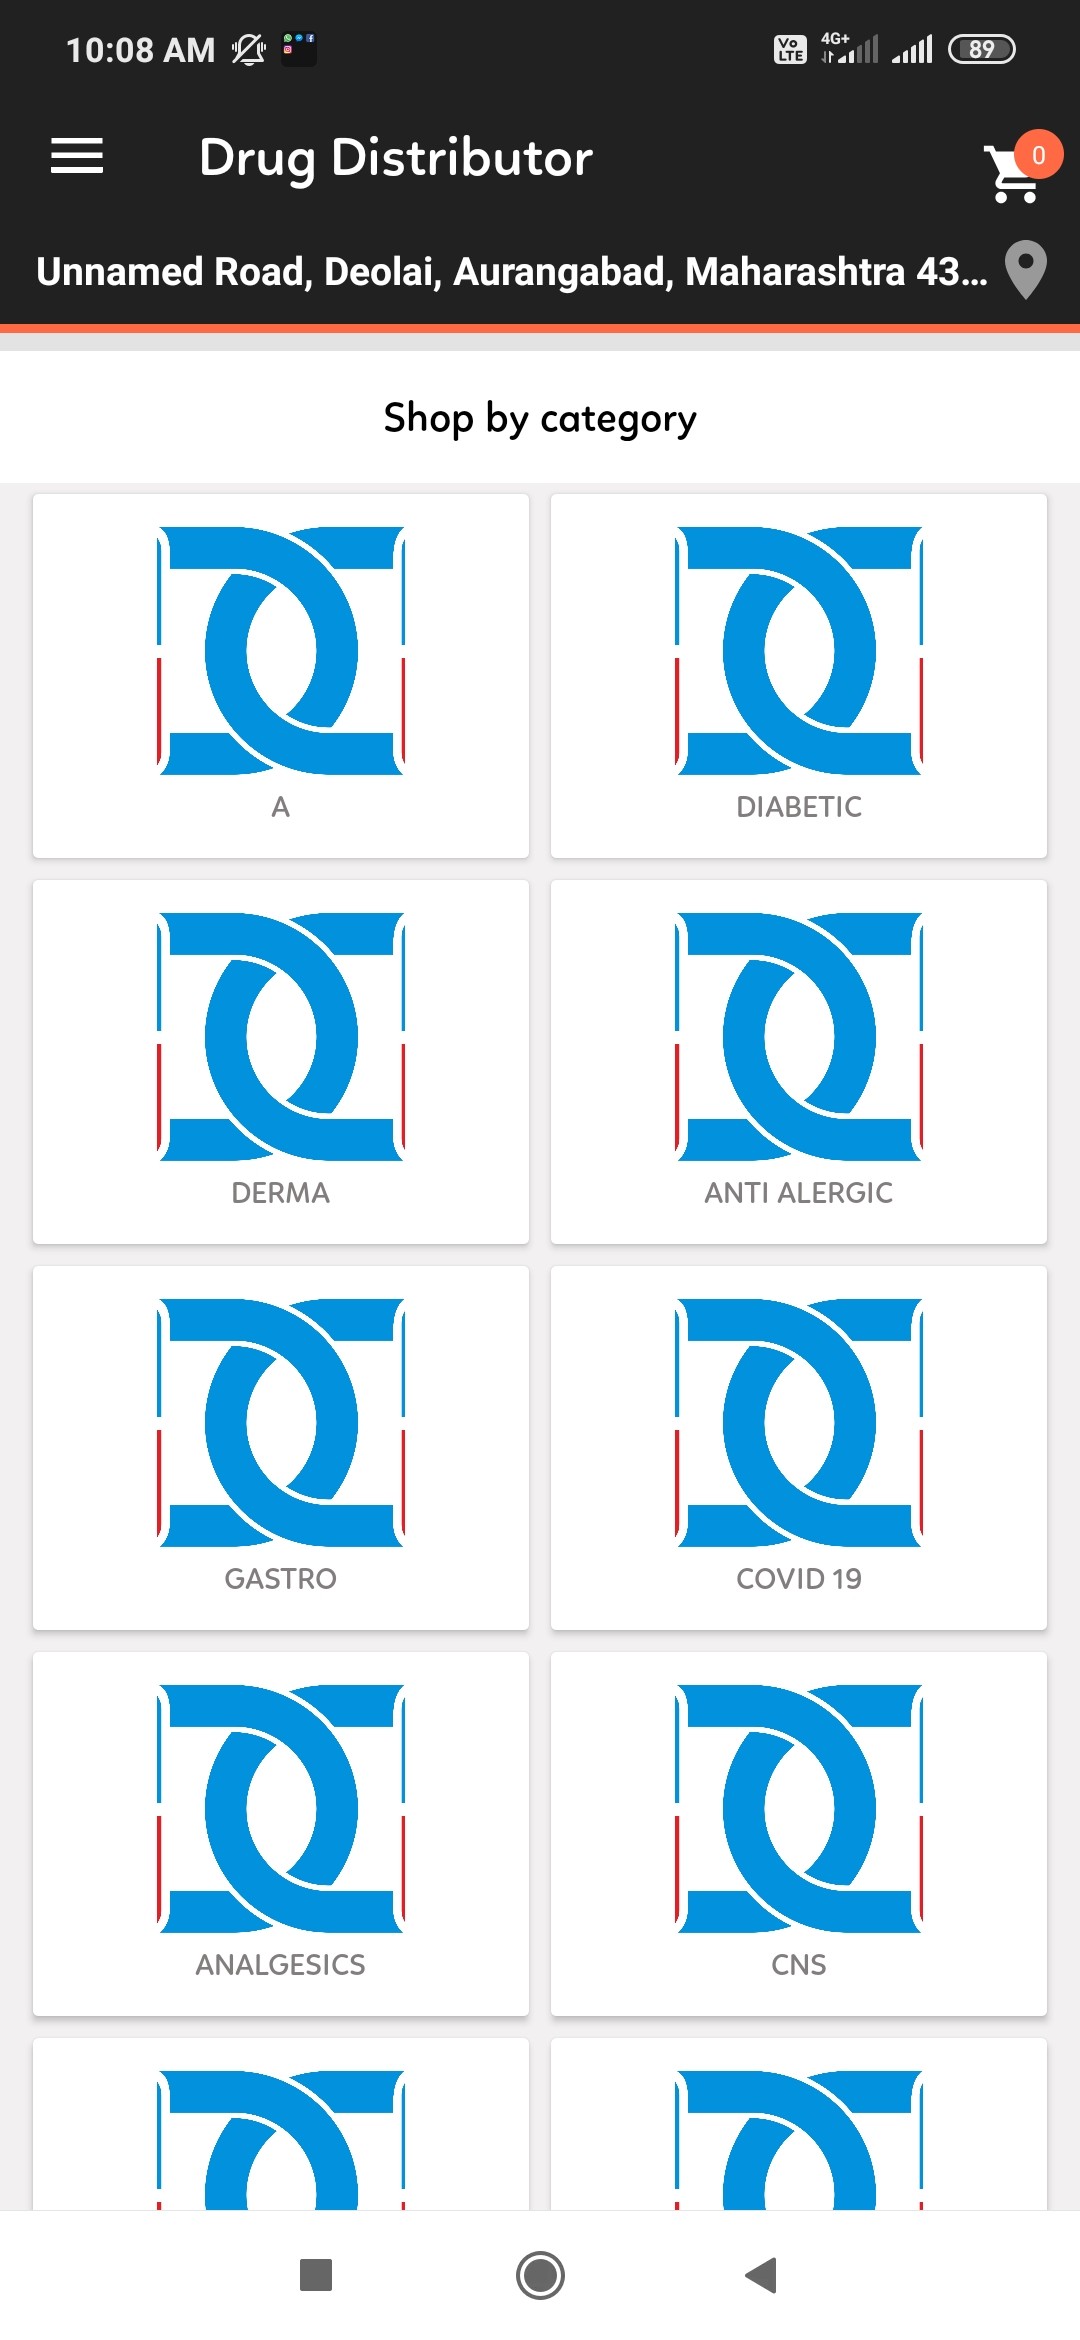 10:08 AM
Vo LTE
4G+
89
Drug Distributor
0
Unnamed Road, Deolai, Aurangabad, Maharashtra 43...
Shop by category
A
DIABETIC
DERMA
ANTI ALERGIC
GASTRO
COVID 19
ANALGESICS
CNS